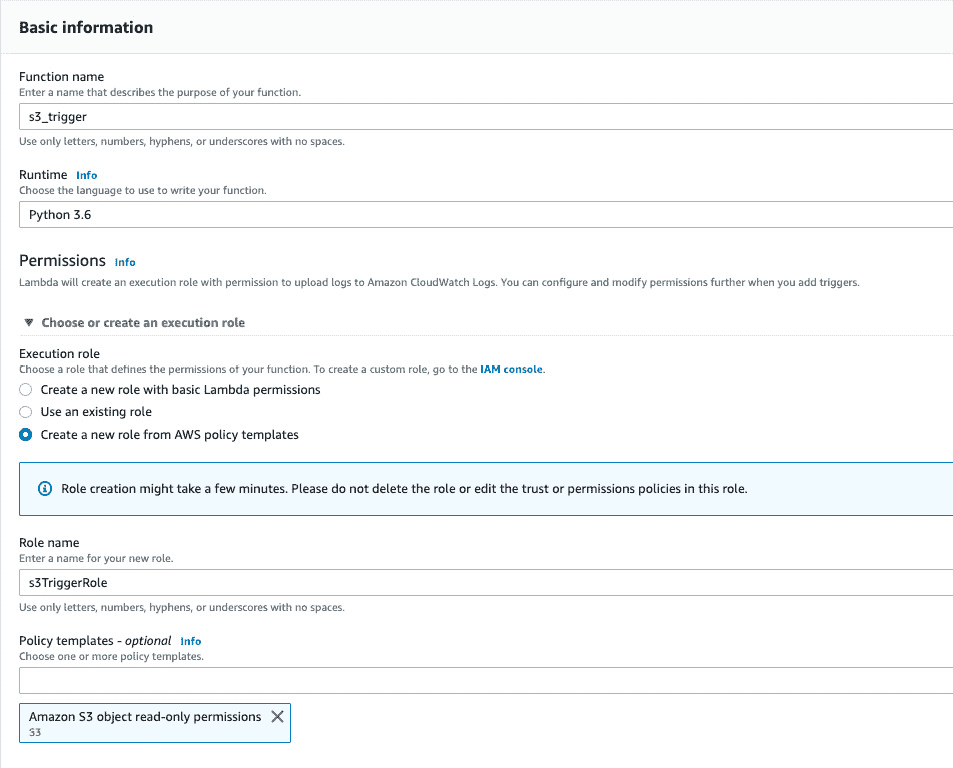 Basic information
Function name
Enter a name that describes the purpose of your function.
s3_trigger
Use only letters, numbers, hyphens, or underscores with no spaces.
Runtime Info
Choose the language to use to write your function.
Python 3.6
Permissions Info
Lambda will create an execution role with permission to upload logs to Amazon CloudWatch Logs. You can configure and modify permissions further when you add triggers.
Choose or create an execution role
Execution role
Choose a role that defines the permissions of your function. To create a custom role, go to the IAM console.
Create a new role with basic Lambda permissions
Use an existing role
Create a new role from AWS policy templates
Role creation might take a few minutes. Please do not delete the role or edit the trust or permissions policies in this role.
Role name
Enter a name for your new role.
s3TriggerRole
Use only letters, numbers, hyphens, or underscores with no spaces.
Policy templates - optional Info
Choose one or more policy templates.
Amazon S3 object read-only permissions
S3